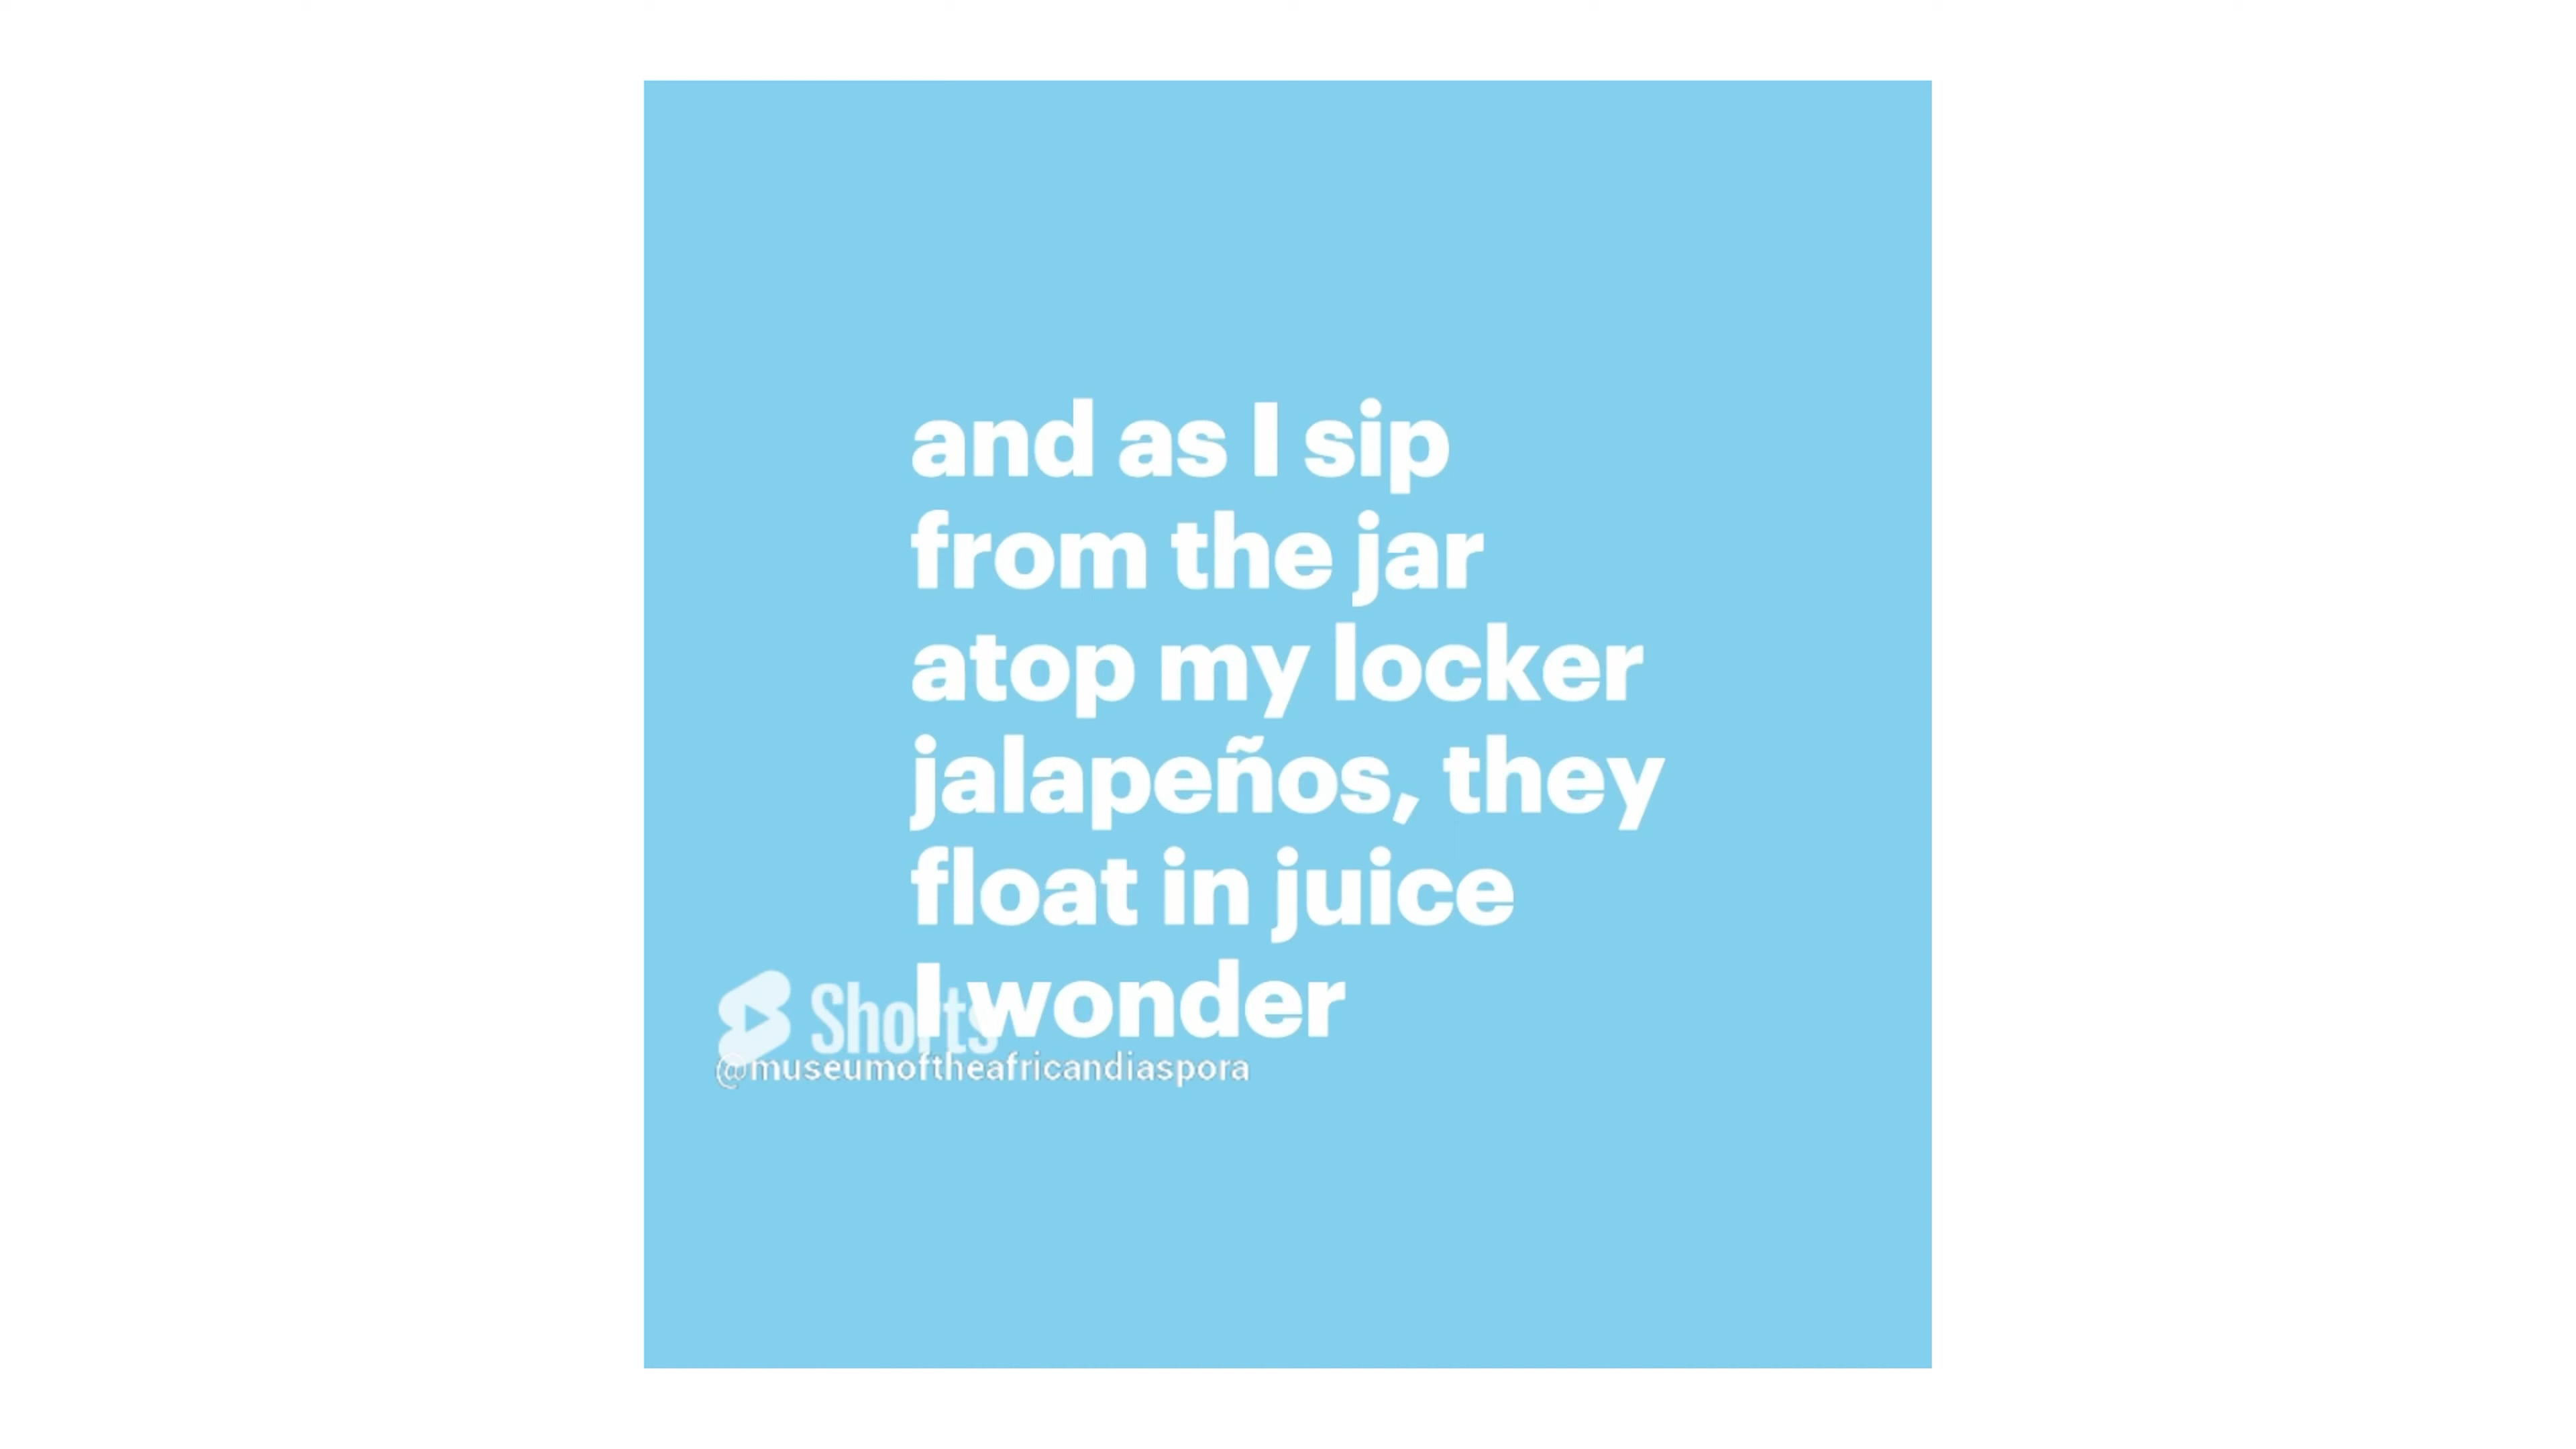 and as I sip
from the jar
atop my locker
jalapeños, they
float in juice
I wonder
Shorts
@museumoftheafricandiaspora